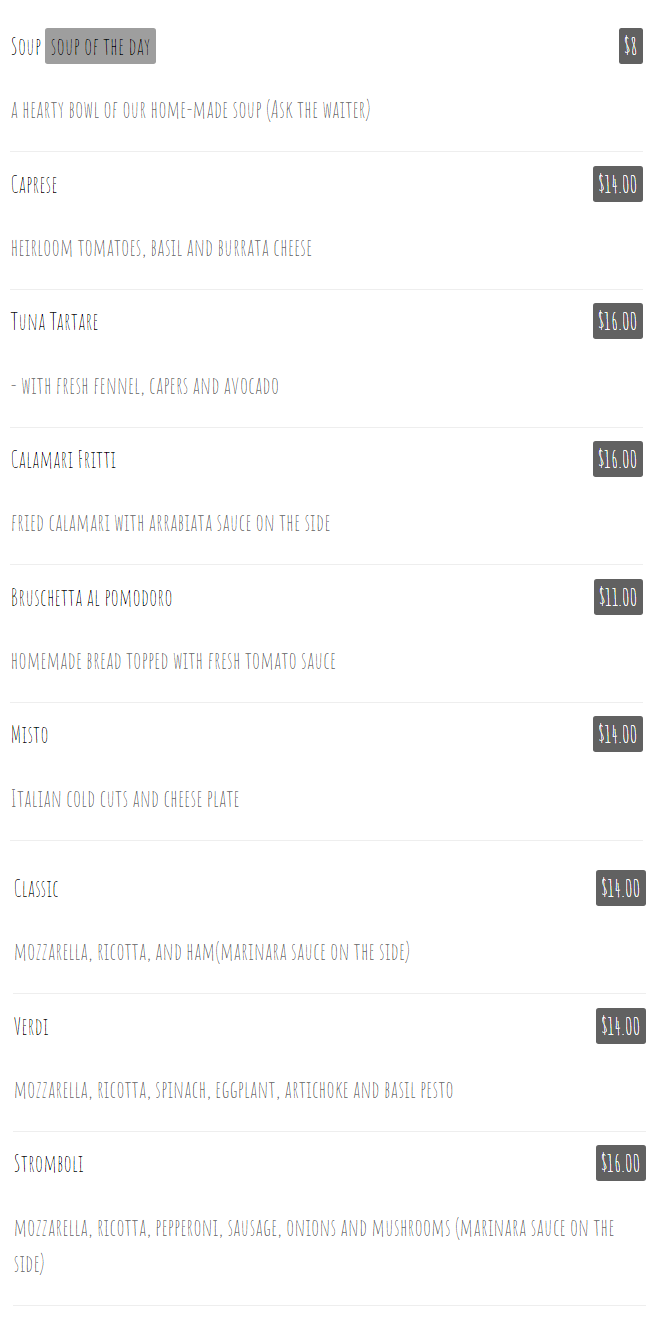 Soup soup of the day $8
a hearty bowl of our home-made soup (Ask the waiter)
Caprese $14.00
heirloom tomatoes, basil and burrata cheese
Tuna Tartare $16.00
- with fresh fennel, capers and avocado
Calamari Fritti $16.00
fried calamari with arrabiata sauce on the side
Bruschetta al pomodoro $11.00
homemade bread topped with fresh tomato sauce
Misto $14.00
Italian cold cuts and cheese plate
Classic $14.00
mozzarella, ricotta, and ham(marinara sauce on the side)
Verdi $14.00
mozzarella, ricotta, spinach, eggplant, artichoke and basil pesto
Stromboli $16.00
mozzarella, ricotta, pepperoni, sausage, onions and mushrooms (marinara sauce on the
side)